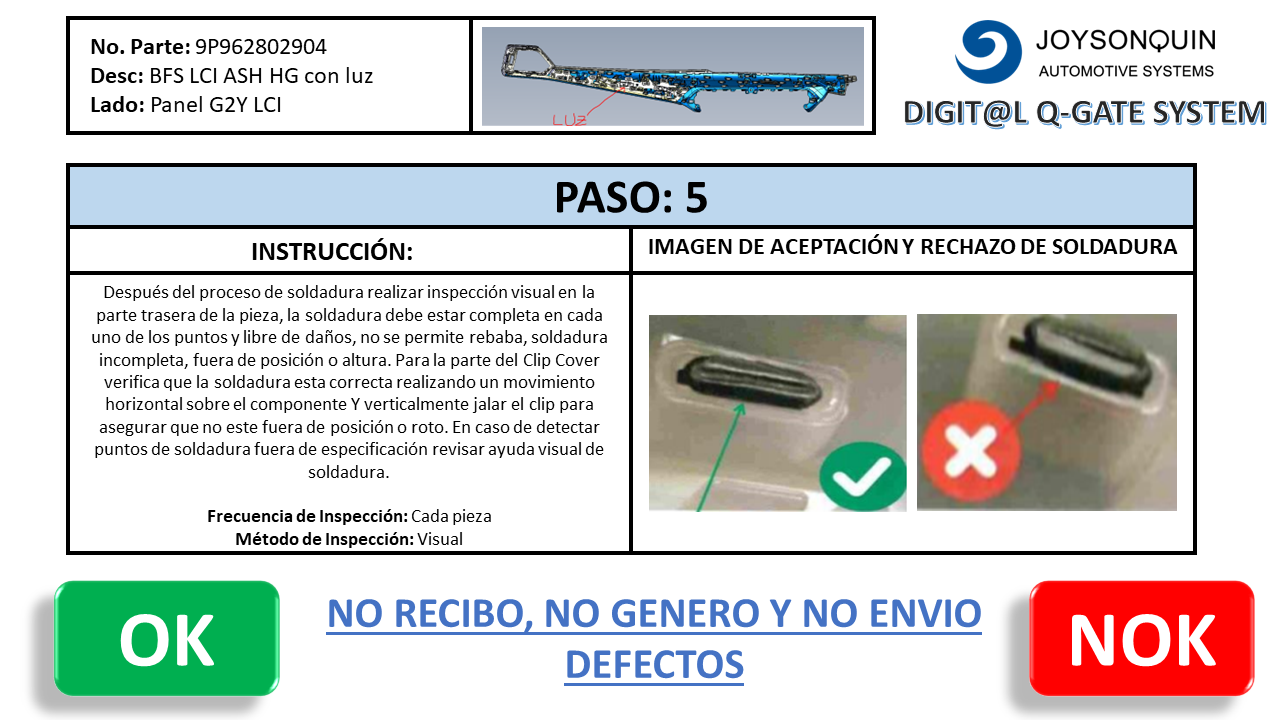 No. Parte: 9P962802904
Desc: BFS LCI ASH HG con luz
Lado: Panel G2Y LCI
LUZ
JOYSONQUIN
AUTOMOTIVE SYSTEMS
DIGIT@L Q-GATE SYSTEM
PASO: 5
INSTRUCCIÓN:
IMAGEN DE ACEPTACIÓN Y RECHAZO DE SOLDADURA
Después del proceso de soldadura realizar inspección visual en la
parte trasera de la pieza, la soldadura debe estar completa en cada
uno de los puntos y libre de daños, no se permite rebaba, soldadura
incompleta, fuera de posición o altura. Para la parte del Clip Cover
verifica que la soldadura esta correcta realizando un movimiento
horizontal sobre el componente Y verticalmente jalar el clip para
asegurar que no este fuera de posición o roto. En caso de detectar
puntos de soldadura fuera de especificación revisar ayuda visual de
soldadura.
Frecuencia de Inspección: Cada pieza
Método de Inspección: Visual
OK
NO RECIBO, NO GENERO Y NO ENVIO
DEFECTOS
NOK